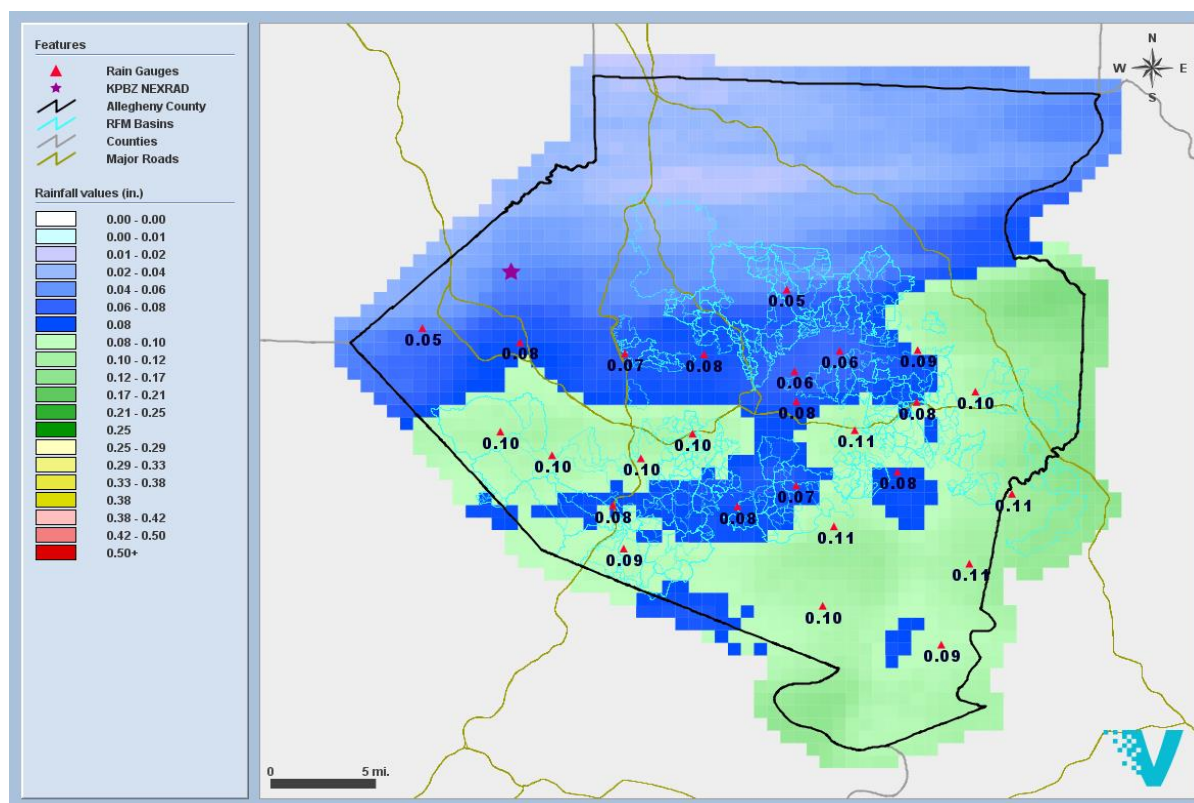 Features
Rain Gauges
KPBZ NEXRAD
Allegheny County
RFM Basins
Counties
Major Roads
Rainfall values (in.)
0.00 - 0.00
0.00 - 0.01
0.01 - 0.02
0.02 - 0.04
0.04 - 0.06
0.06 - 0.08
0.08
0.08 - 0.10
0.10 - 0.12
0.12 - 0.17
0.17 - 0.21
0.21 - 0.25
0.25
0.25 - 0.29
0.29 - 0.33
0.33 - 0.38
0.38
0.38 - 0.42
0.42 - 0.50
0.50+
N
W E
S
0.05
0.05
0.08
0.07
0.08
0.06
0.09
0.06
0.08
0.08
0.10
0.10
0.10
0.11
0.10
0.10
0.08
0.07
0.11
0.08
0.08
0.11
0.09
0.11
0.10
0.09
0 5 mi.
V